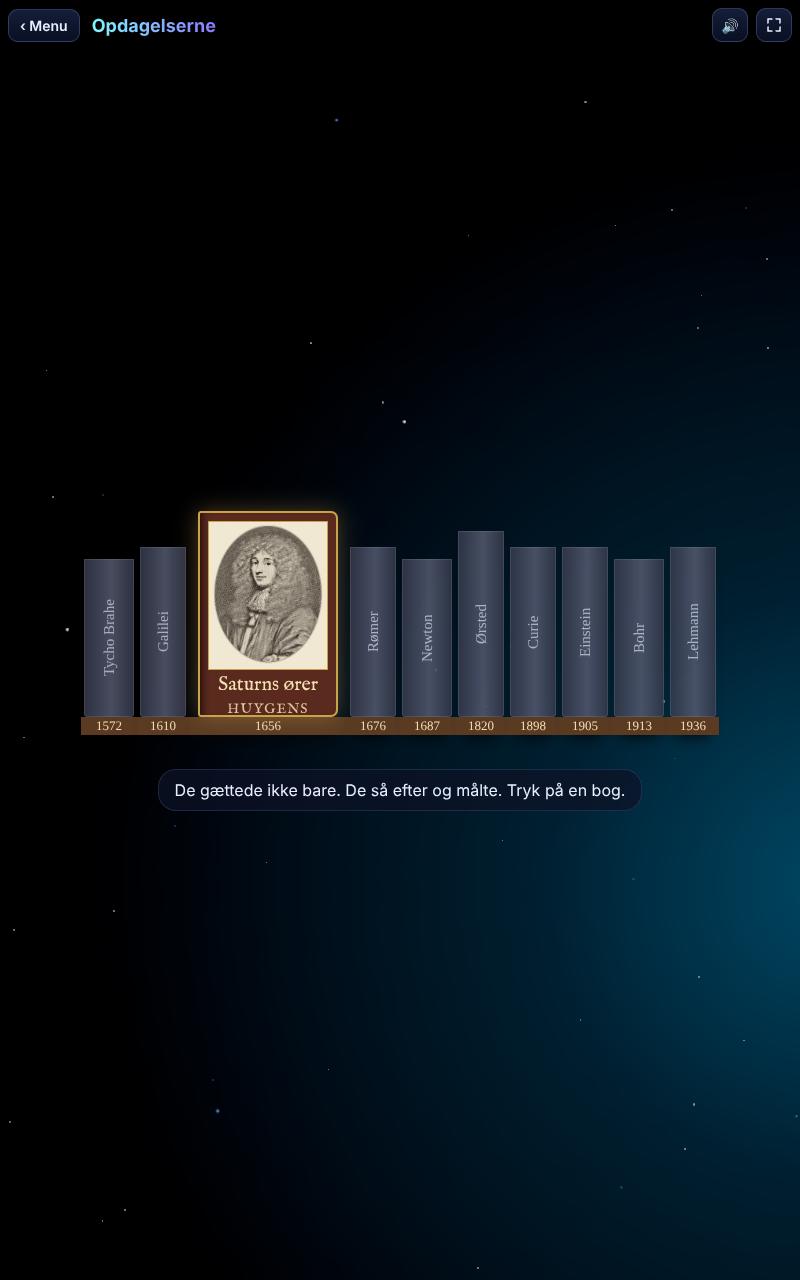 ‹ Menu
Opdagelserne
Tycho Brahe
Galilei
Saturns ører
HUYGENS
Rømer
Newton
Ørsted
Curie
Einstein
Bohr
Lehmann
1572 1610 1656 1676 1687 1820 1898 1905 1913 1936
De gættede ikke bare. De så efter og målte. Tryk på en bog.